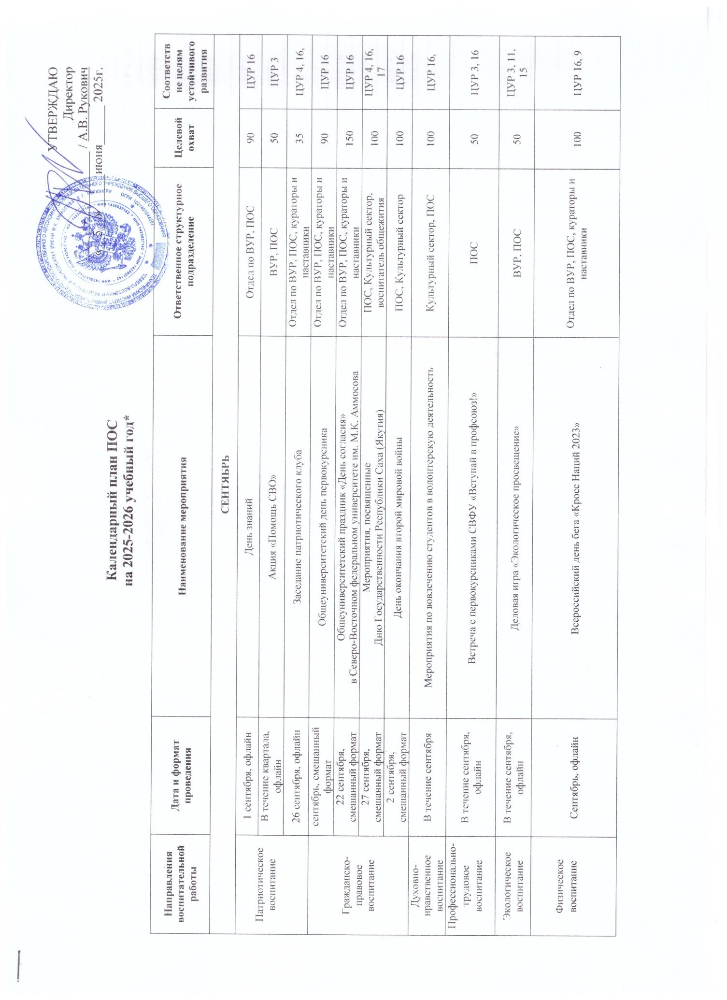 УТВЕРЖДАЮ
Директор
/ А.В. Рукович
« 5 » июня 2025г.
Календарный план ПОС
на 2025-2026 учебный год*
Направления
воспитательной
работы
Дата и формат
проведения
Наименование мероприятия
Ответственное структурное
подразделение
Целевой
охват
Соответств
ие целям
устойчивого
развития
СЕНТЯБРЬ
Патриотическое
воспитание
1 сентября, офлайн
День знаний
Отдел по ВУР, ПОС
90
ЦУР 16
В течение квартала,
офлайн
Акция «Помощь СВО»
ВУР, ПОС
50
ЦУР 3
26 сентября, офлайн
Заседание патриотического клуба
Отдел по ВУР, ПОС, кураторы и
наставники
35
ЦУР 4, 16,
Гражданско-
правовое
воспитание
сентябрь, смешанный
формат
Общеуниверситетский день первокурсника
Отдел по ВУР, ПОС, кураторы и
наставники
90
ЦУР 16
22 сентября,
смешанный формат
Общеуниверситетский праздник «День согласия»
в Северо-Восточном федеральном университете им. М.К. Аммосова
Отдел по ВУР, ПОС, кураторы и
наставники
150
ЦУР 16
27 сентября,
смешанный формат
Мероприятия, посвященные
Дню Государственности Республики Саха (Якутия)
ПОС, Культурный сектор,
воспитатель общежития
100
ЦУР 4, 16,
17
2 сентября,
смешанный формат
День окончания второй мировой войны
ПОС, Культурный сектор
100
ЦУР 16
Духовно-
нравственное
воспитание
В течение сентября
Мероприятия по вовлечению студентов в волонтерскую деятельность
Культурный сектор, ПОС
100
ЦУР 16,
Профессионально-
трудовое
воспитание
В течение сентября,
офлайн
Встреча с первокурсниками СВФУ «Вступай в профсоюз!»
ПОС
50
ЦУР 3, 16
Экологическое
воспитание
В течение сентября,
офлайн
Деловая игра «Экологическое просвещение»
ВУР, ПОС
50
ЦУР 3, 11,
15
Физическое
воспитание
Сентябрь, офлайн
Всероссийский день бега «Кросс Наций 2023»
Отдел по ВУР, ПОС, кураторы и
наставники
100
ЦУР 16, 9